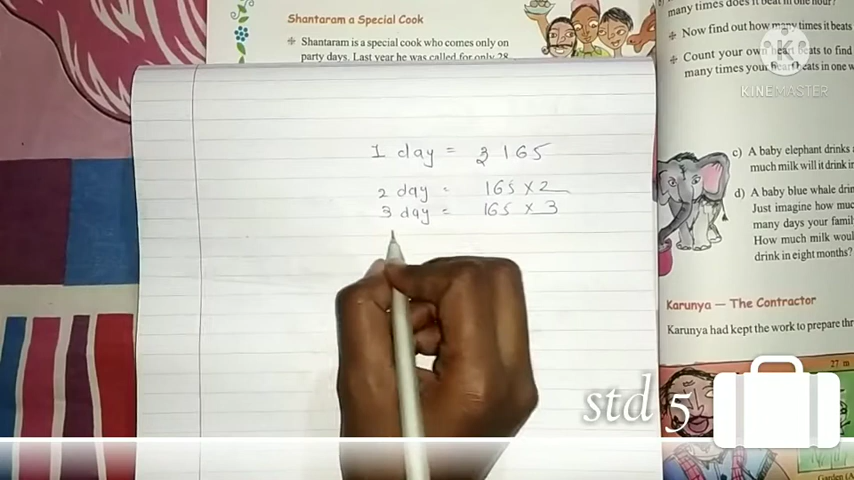 Shantaram a Special Cook
Shantaram is a special cook who comes only on
party days. Last year he was called for only 28
many times does it beat in one hour?
Now find out how many times it beats
Count your own heart beats to find
many times your heart beats in one
KINEMASTER
1 day = 165
2 day = 165 × 2
3 day = 165 × 3
c) A baby elephant drinks
much milk will it drink in
d) A baby blue whale drin
Just imagine how muc
many days your family
How much milk woul
drink in eight months?
Karunya — The Contractor
Karunya had kept the work to prepare thr
27 m
std 5
Garden (A